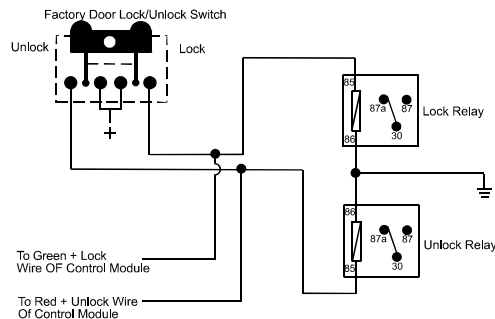 Factory Door Lock/Unlock Switch
Unlock
Lock
+
85
87a
87
30
86
Lock Relay
86
87a
87
30
85
Unlock Relay
To Green + Lock
Wire OF Control Module
To Red + Unlock Wire
Of Control Module